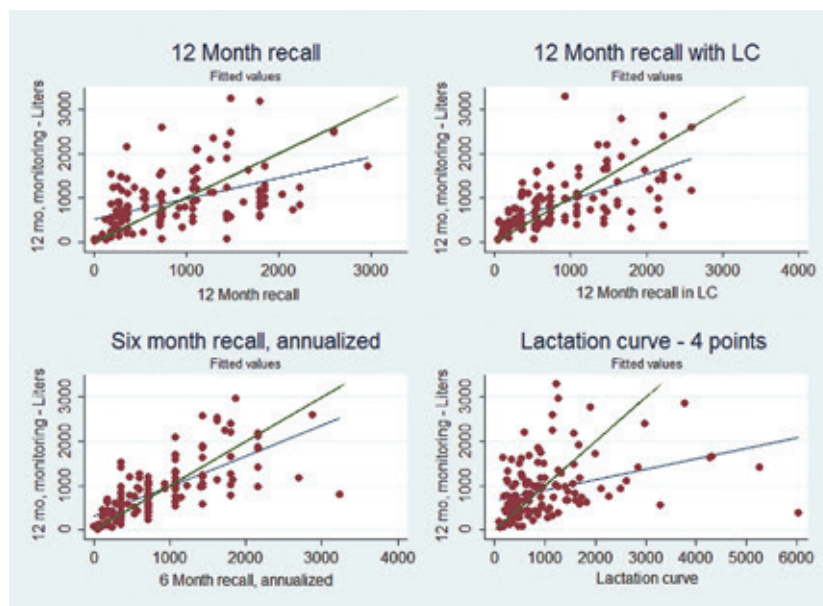 12 Month recall
Fitted values
12 mo, monitoring - Liters
3000
2000
1000
0
0
1000
2000
3000
12 Month recall
12 Month recall with LC
Fitted values
12 mo, monitoring - Liters
3000
2000
1000
0
0
1000
2000
3000
4000
12 Month recall in LC
Six month recall, annualized
Fitted values
12 mo, monitoring - Liters
3000
2000
1000
0
0
1000
2000
3000
4000
6 Month recall, annualized
Lactation curve - 4 points
Fitted values
12 mo, monitoring - Liters
3000
2000
1000
0
0
1000
2000
3000
4000
5000
6000
Lactation curve